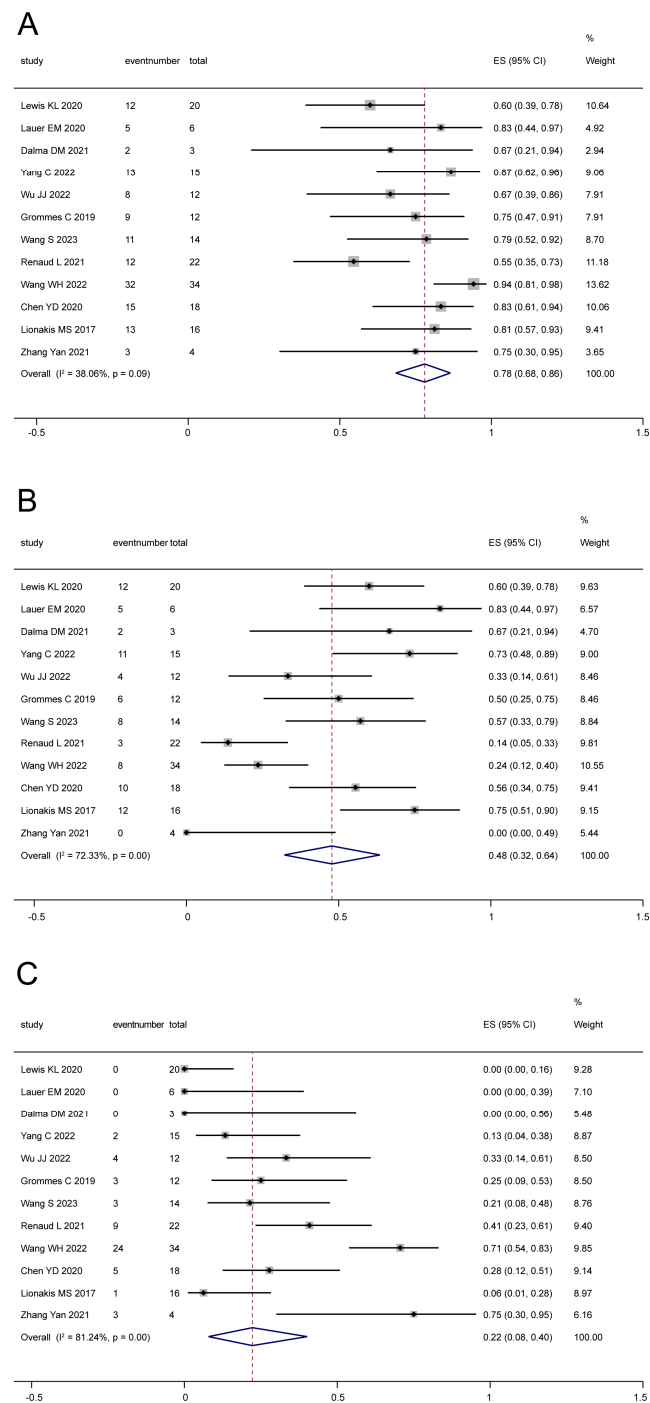 A
%
study eventnumber total ES (95% CI) Weight
Lewis KL 2020 12 20 0.60 (0.39, 0.78) 10.64
Lauer EM 2020 5 6 0.83 (0.44, 0.97) 4.92
Dalma DM 2021 2 3 0.67 (0.21, 0.94) 2.94
Yang C 2022 13 15 0.87 (0.62, 0.96) 9.06
Wu JJ 2022 8 12 0.67 (0.39, 0.86) 7.91
Grommes C 2019 9 12 0.75 (0.47, 0.91) 7.91
Wang S 2023 11 14 0.79 (0.52, 0.92) 8.70
Renaud L 2021 12 22 0.55 (0.35, 0.73) 11.18
Wang WH 2022 32 34 0.94 (0.81, 0.98) 13.62
Chen YD 2020 15 18 0.83 (0.61, 0.94) 10.06
Lionakis MS 2017 13 16 0.81 (0.57, 0.93) 9.41
Zhang Yan 2021 3 4 0.75 (0.30, 0.95) 3.65
Overall (I² = 38.06%, p = 0.09) 0.78 (0.68, 0.86) 100.00
-0.5 0 0.5 1 1.5
B
%
study eventnumber total ES (95% CI) Weight
Lewis KL 2020 12 20 0.60 (0.39, 0.78) 9.63
Lauer EM 2020 5 6 0.83 (0.44, 0.97) 6.57
Dalma DM 2021 2 3 0.67 (0.21, 0.94) 4.70
Yang C 2022 11 15 0.73 (0.48, 0.89) 9.00
Wu JJ 2022 4 12 0.33 (0.14, 0.61) 8.46
Grommes C 2019 6 12 0.50 (0.25, 0.75) 8.46
Wang S 2023 8 14 0.57 (0.33, 0.79) 8.84
Renaud L 2021 3 22 0.14 (0.05, 0.33) 9.81
Wang WH 2022 8 34 0.24 (0.12, 0.40) 10.55
Chen YD 2020 10 18 0.56 (0.34, 0.75) 9.41
Lionakis MS 2017 12 16 0.75 (0.51, 0.90) 9.15
Zhang Yan 2021 0 4 0.00 (0.00, 0.49) 5.44
Overall (I² = 72.33%, p = 0.00) 0.48 (0.32, 0.64) 100.00
-0.5 0 0.5 1 1.5
C
%
study eventnumber total ES (95% CI) Weight
Lewis KL 2020 0 20 0.00 (0.00, 0.16) 9.28
Lauer EM 2020 0 6 0.00 (0.00, 0.39) 7.10
Dalma DM 2021 0 3 0.00 (0.00, 0.56) 5.48
Yang C 2022 2 15 0.13 (0.04, 0.38) 8.87
Wu JJ 2022 4 12 0.33 (0.14, 0.61) 8.50
Grommes C 2019 3 12 0.25 (0.09, 0.53) 8.50
Wang S 2023 3 14 0.21 (0.08, 0.48) 8.76
Renaud L 2021 9 22 0.41 (0.23, 0.61) 9.40
Wang WH 2022 24 34 0.71 (0.54, 0.83) 9.85
Chen YD 2020 5 18 0.28 (0.12, 0.51) 9.14
Lionakis MS 2017 1 16 0.06 (0.01, 0.28) 8.97
Zhang Yan 2021 3 4 0.75 (0.30, 0.95) 6.16
Overall (I² = 81.24%, p = 0.00) 0.22 (0.08, 0.40) 100.00
-0.5 0 0.5 1 1.5